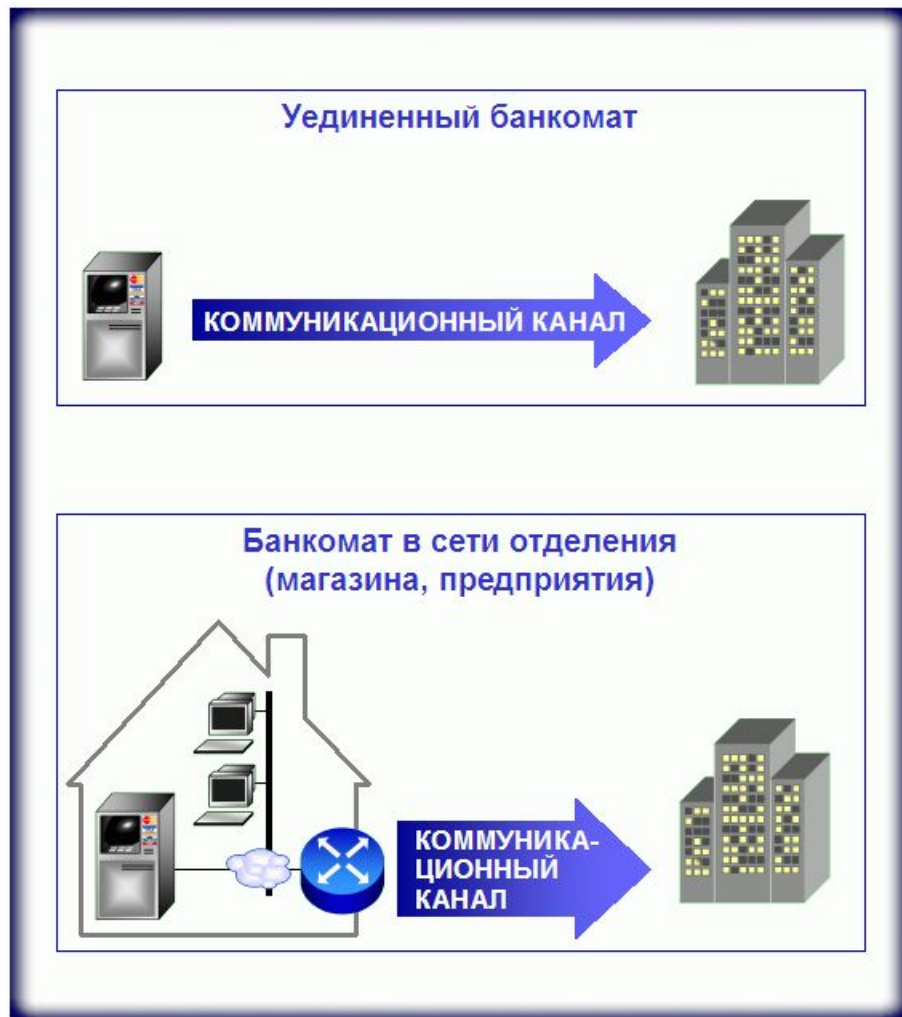 Уединенный банкомат
КОММУНИКАЦИОННЫЙ КАНАЛ
Банкомат в сети отделения
(магазина, предприятия)
КОММУНИКА-
ЦИОННЫЙ
КАНАЛ